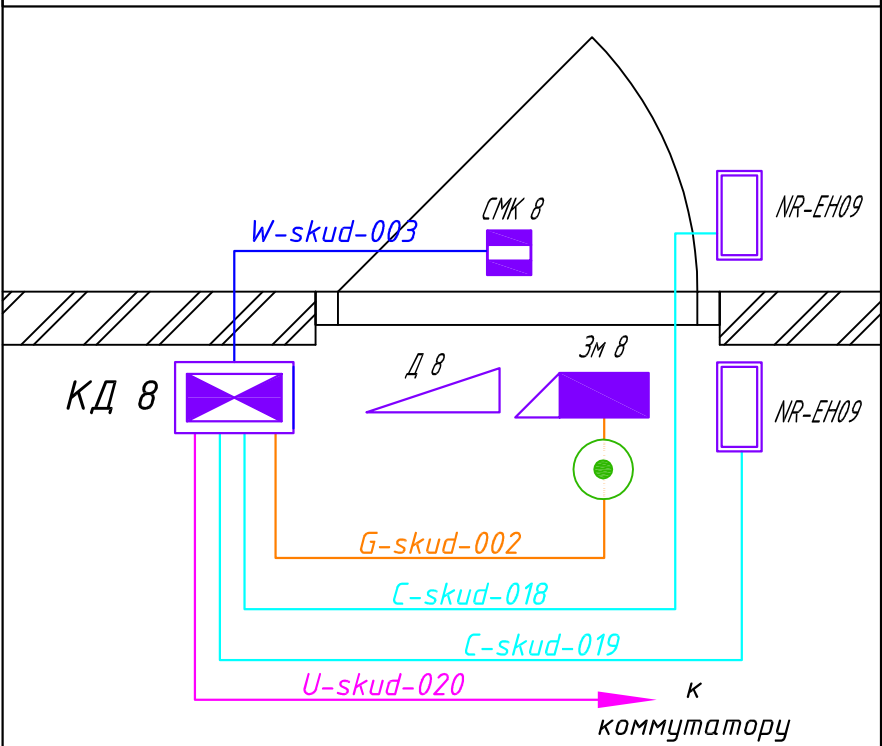 СМК 8
NR-EH09
W-skud-003
Зм 8
Д 8
КД 8
NR-EH09
G-skud-002
C-skud-018
C-skud-019
U-skud-020
к
коммутатору